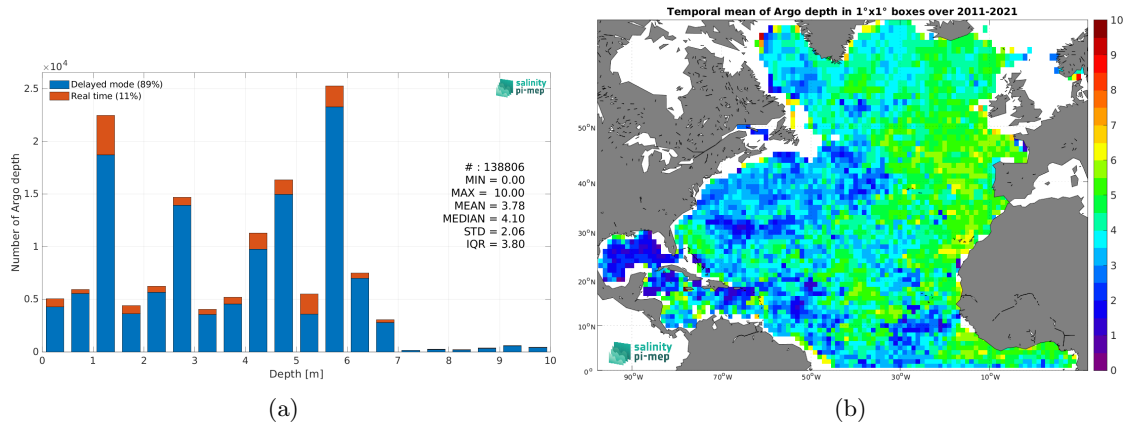 ×10⁴
Number of Argo depth
2.5
2
1.5
1
0.5
0
Delayed mode (89%)
Real time (11%)
salinity
pi-mep
# : 138806
MIN = 0.00
MAX = 10.00
MEAN = 3.78
MEDIAN = 4.10
STD = 2.06
IQR = 3.80
0 1 2 3 4 5 6 7 8 9 10
Depth [m]
(a)
Temporal mean of Argo depth in 1°x1° boxes over 2011-2021
50°N
40°N
30°N
20°N
10°N
0°
90°W 70°W 50°W 30°W 10°W
salinity
pi-mep
10
9
8
7
6
5
4
3
2
1
0
(b)